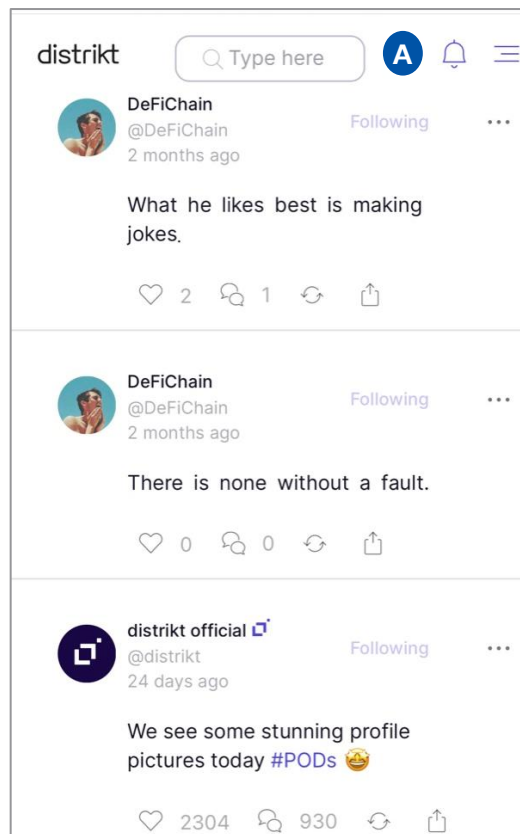 distrikt
Type here
A
DeFiChain
@DeFiChain
Following
2 months ago
What he likes best is making
jokes.
2 1
DeFiChain
@DeFiChain
Following
2 months ago
There is none without a fault.
0 0
distrikt official
@distrikt
Following
24 days ago
We see some stunning profile
pictures today #PODs 🤩
2304 930